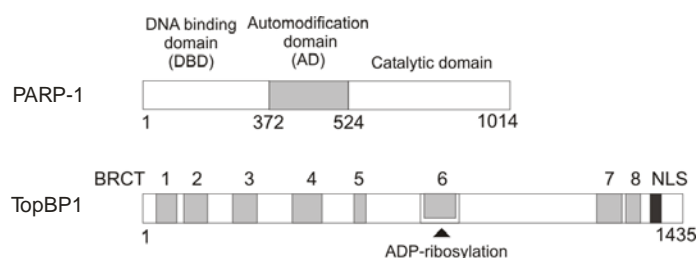 DNA binding
domain
(DBD)
Automodification
domain
(AD)
Catalytic domain
PARP-1
1 372 524 1014
BRCT 1 2 3 4 5 6 7 8 NLS
TopBP1
1 1435
ADP-ribosylation